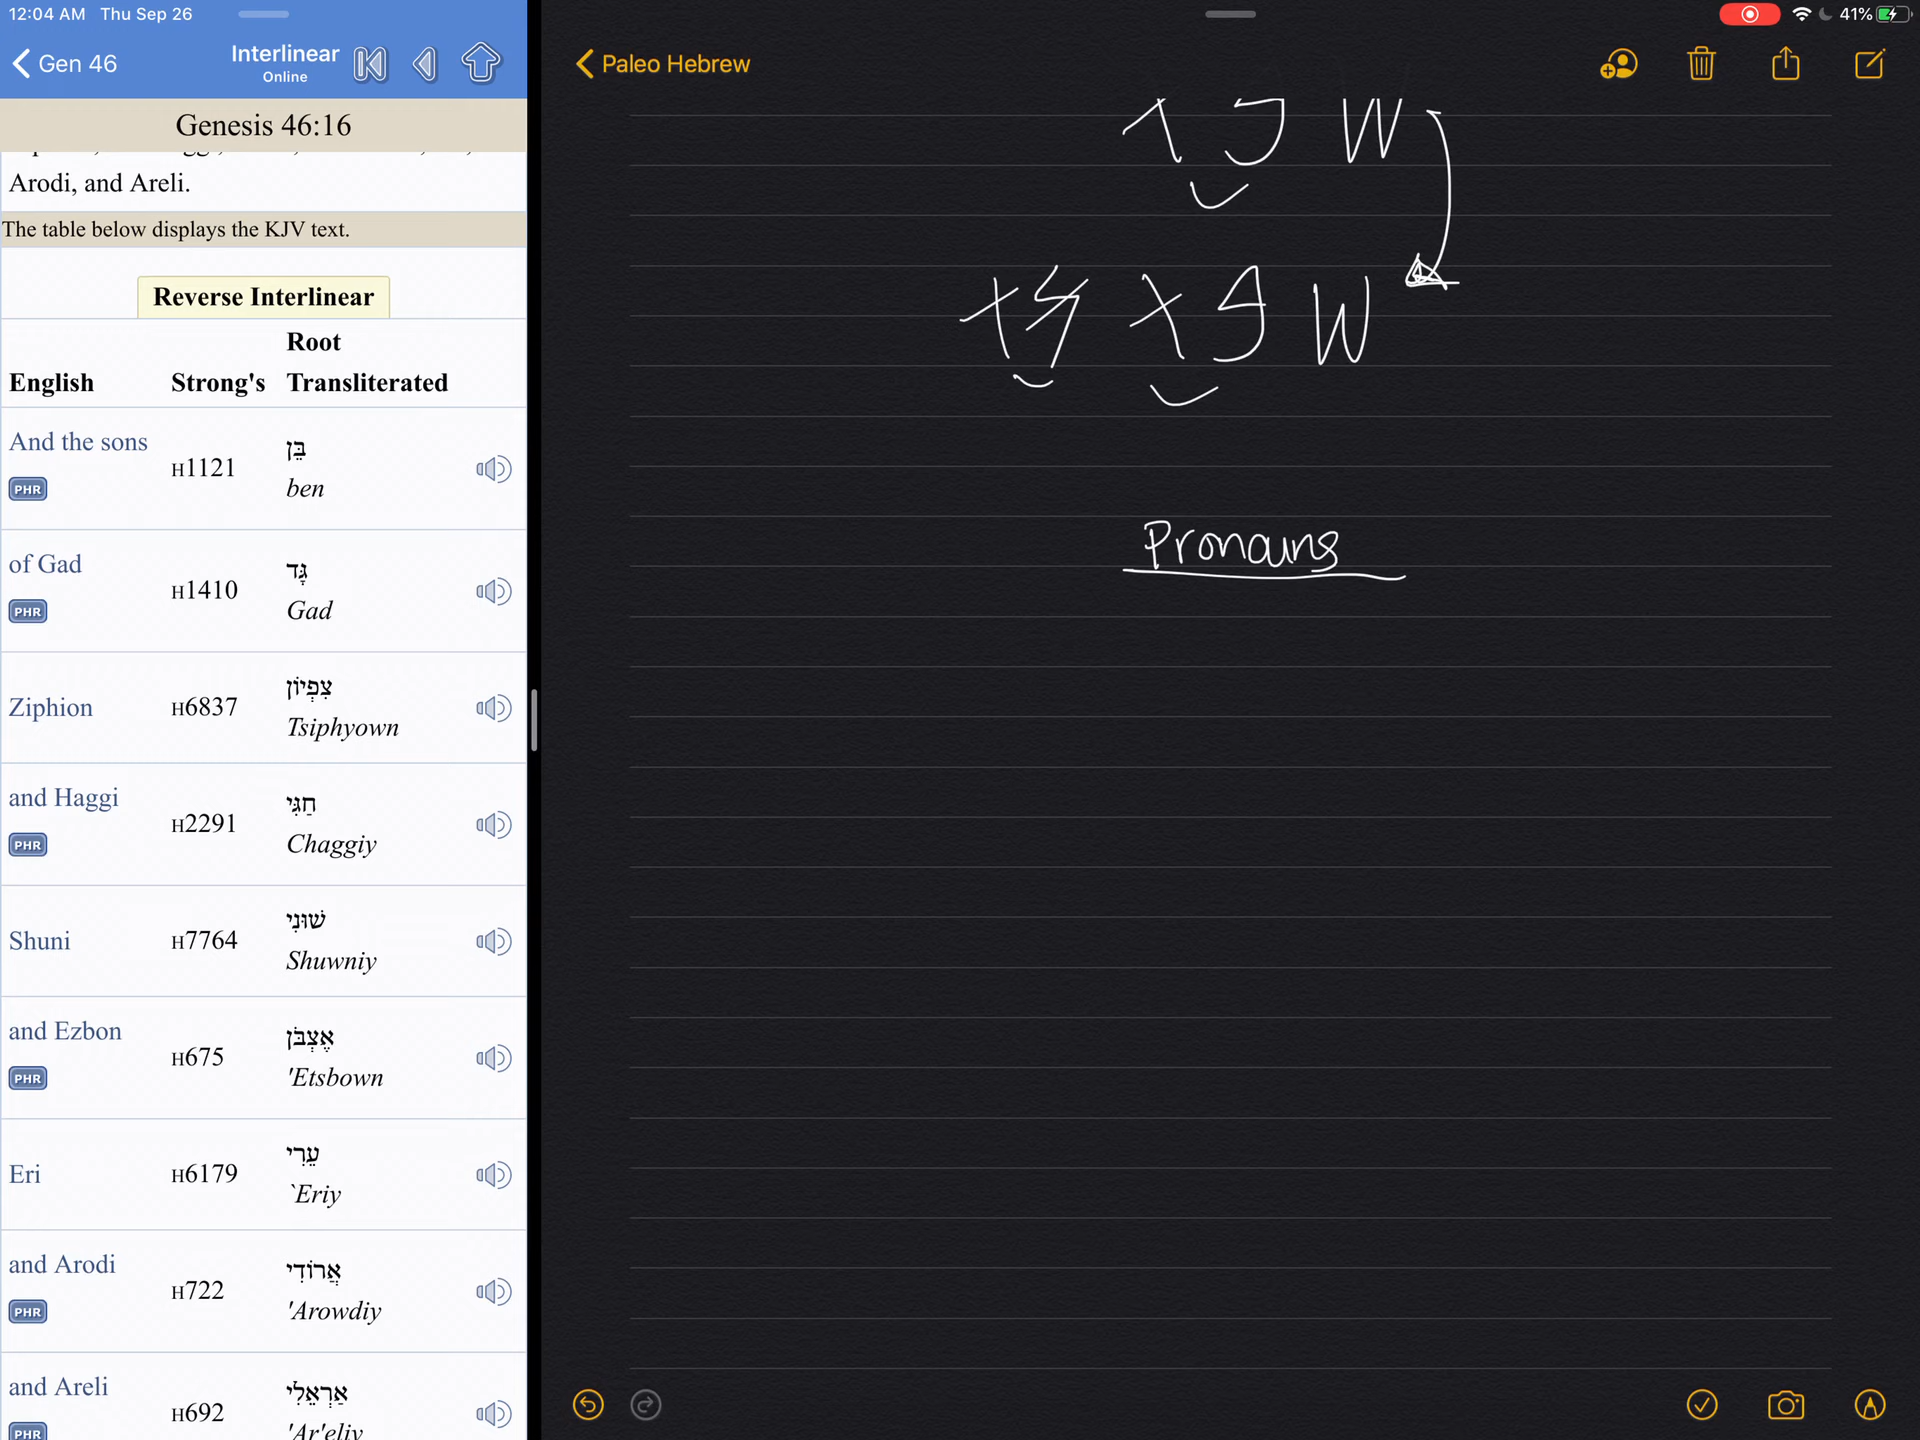 12:04 AM Thu Sep 26
41%
Gen 46
Interlinear
Online
Genesis 46:16
Arodi, and Areli.
The table below displays the KJV text.
Reverse Interlinear
English Strong's Root Transliterated
And the sons PHR H1121 בֵּן ben
of Gad PHR H1410 גָּד Gad
Ziphion H6837 צִפְיוֹן Tsiphyown
and Haggi PHR H2291 חַגִּי Chaggiy
Shuni H7764 שׁוּנִי Shuwniy
and Ezbon PHR H675 אֶצְבֹּן 'Etsbown
Eri H6179 עֵרִי `Eriy
and Arodi PHR H722 אֲרוֹדִי 'Arowdiy
and Areli PHR H692 אַרְאֵלִי 'Ar'eliy
Paleo Hebrew
Pronouns